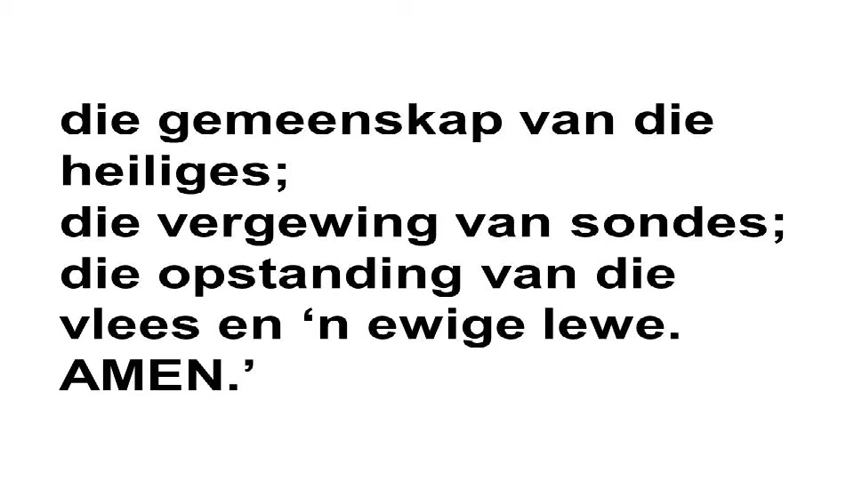 die gemeenskap van die
heiliges;
die vergewing van sondes;
die opstanding van die
vlees en ‘n ewige lewe.
AMEN.’